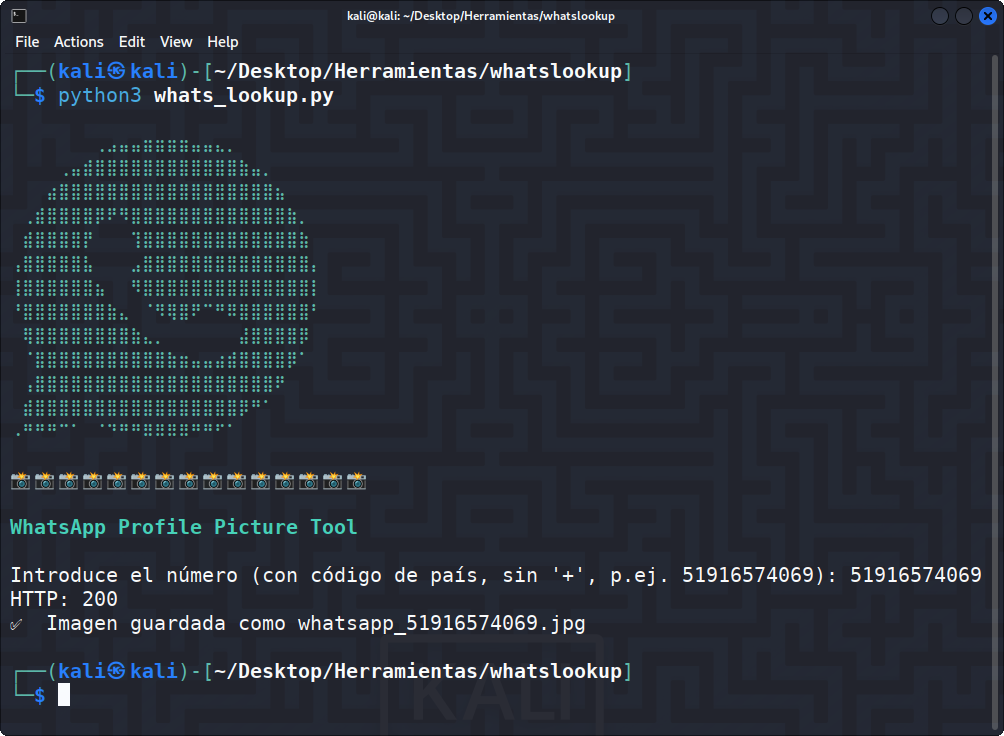 kali@kali: ~/Desktop/Herramientas/whatslookup
File Actions Edit View Help
┌──(kali㉿kali)-[~/Desktop/Herramientas/whatslookup]
└─$ python3 whats_lookup.py
WhatsApp Profile Picture Tool
Introduce el número (con código de país, sin '+', p.ej. 51916574069): 51916574069
HTTP: 200
✅ Imagen guardada como whatsapp_51916574069.jpg
┌──(kali㉿kali)-[~/Desktop/Herramientas/whatslookup]
└─$
KALI